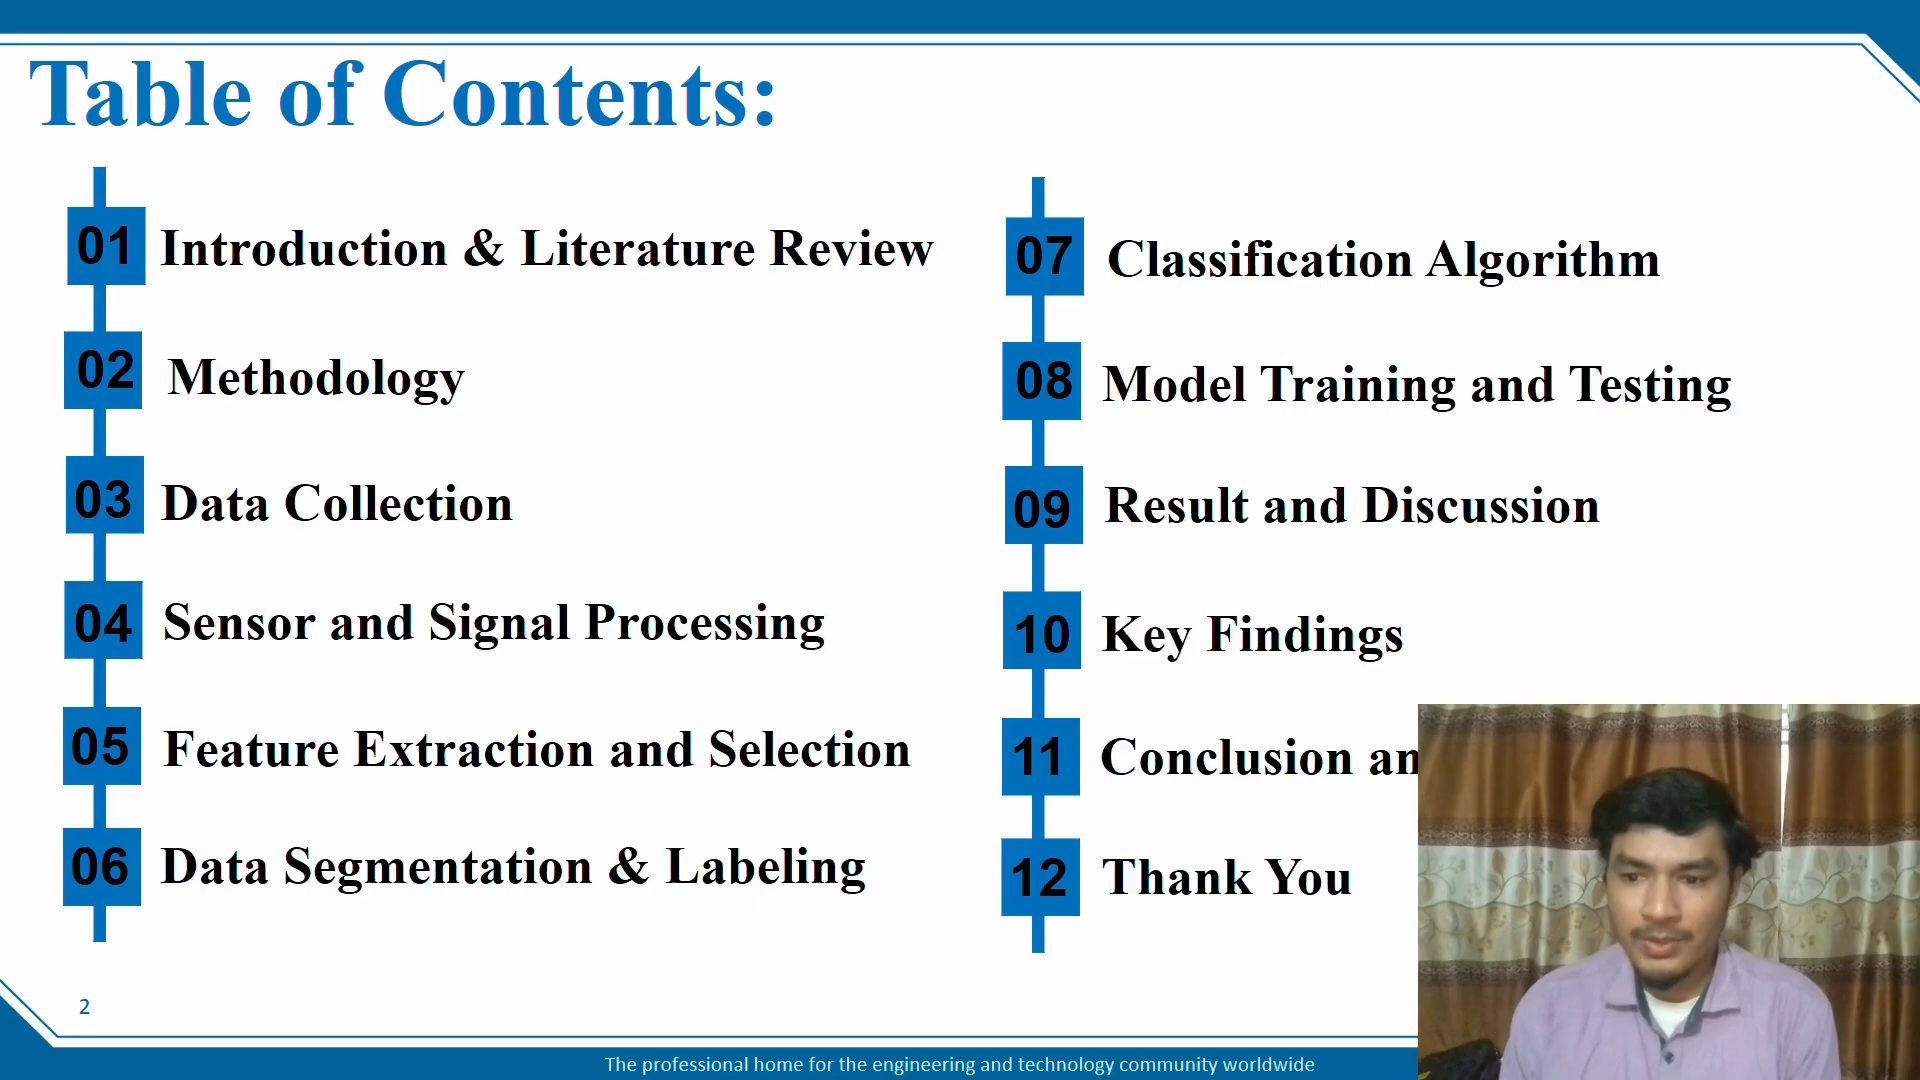 Table of Contents:
01 Introduction & Literature Review
02 Methodology
03 Data Collection
04 Sensor and Signal Processing
05 Feature Extraction and Selection
06 Data Segmentation & Labeling
07 Classification Algorithm
08 Model Training and Testing
09 Result and Discussion
10 Key Findings
11 Conclusion
12 Thank You
2
The professional home for the engineering and technology community worldwide